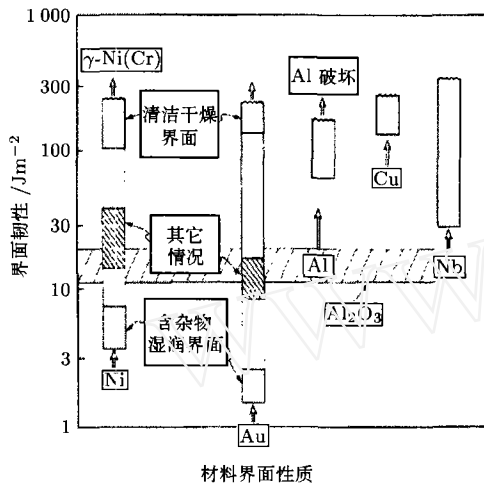 1 000
γ-Ni(Cr)
300
清洁干燥
界面
Al 破坏
100
Cu
界面韧性/Jm⁻²
30
其它
情况
Al
Nb
10
Al₂O₃
含杂物
湿润界面
3
Ni
1
Au
材料界面性质
WWW